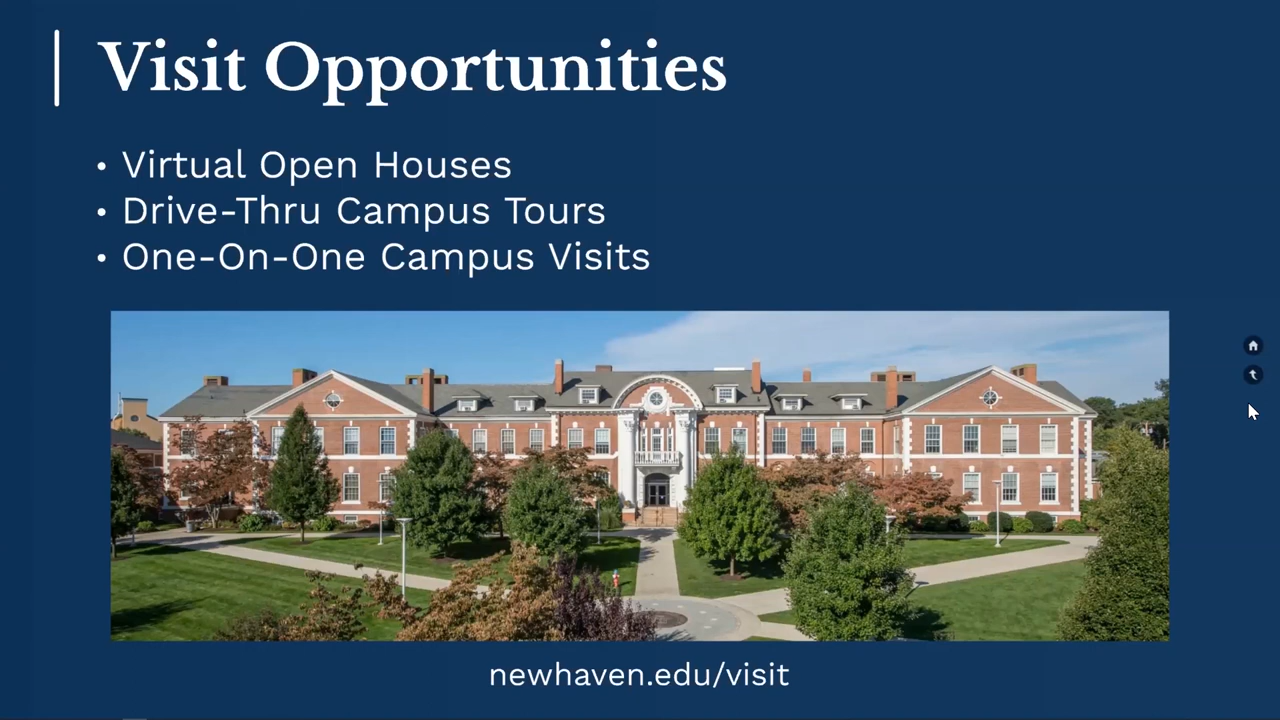 Visit Opportunities
• Virtual Open Houses
• Drive-Thru Campus Tours
• One-On-One Campus Visits
newhaven.edu/visit